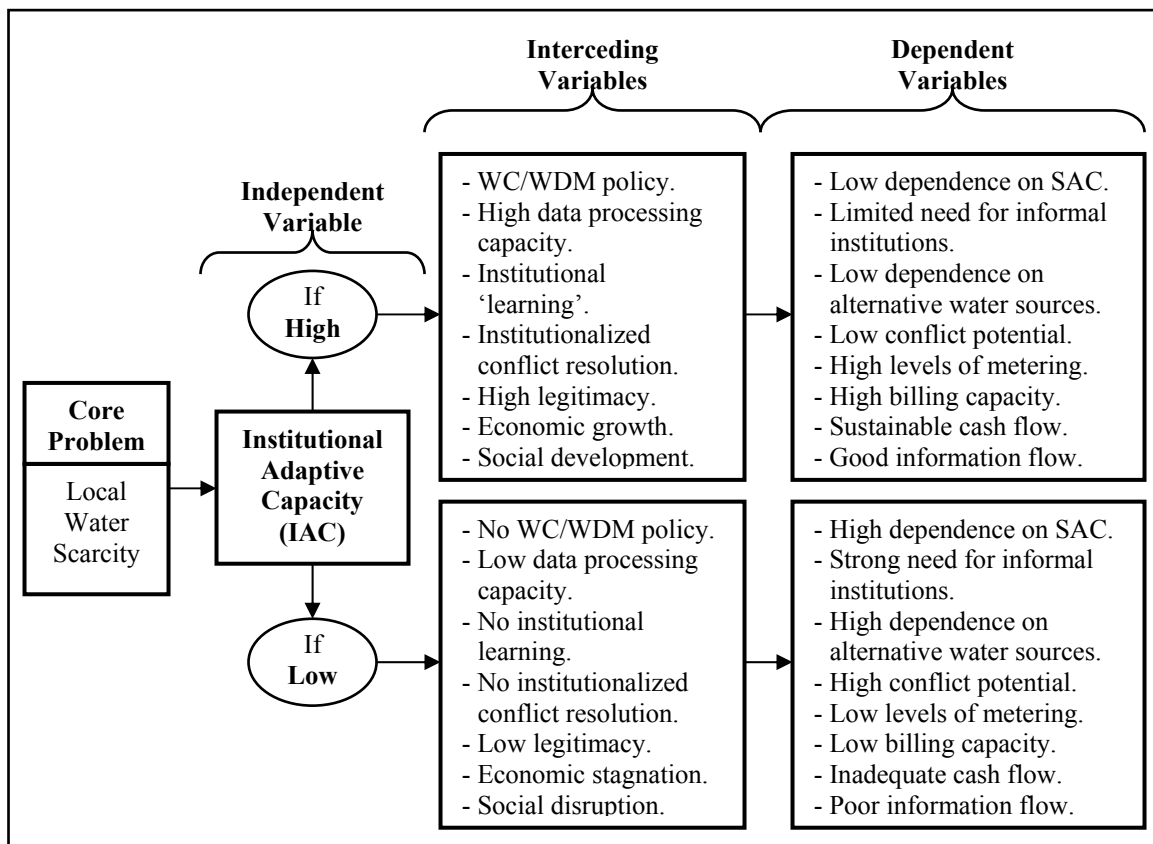 Interceding
Variables
Dependent
Variables
Independent
Variable
If
High
- WC/WDM policy.
- High data processing
capacity.
- Institutional
‘learning’.
- Institutionalized
conflict resolution.
- High legitimacy.
- Economic growth.
- Social development.
- Low dependence on SAC.
- Limited need for informal
institutions.
- Low dependence on
alternative water sources.
- Low conflict potential.
- High levels of metering.
- High billing capacity.
- Sustainable cash flow.
- Good information flow.
Core
Problem
Local
Water
Scarcity
Institutional
Adaptive
Capacity
(IAC)
If
Low
- No WC/WDM policy.
- Low data processing
capacity.
- No institutional
learning.
- No institutionalized
conflict resolution.
- Low legitimacy.
- Economic stagnation.
- Social disruption.
- High dependence on SAC.
- Strong need for informal
institutions.
- High dependence on
alternative water sources.
- High conflict potential.
- Low levels of metering.
- Low billing capacity.
- Inadequate cash flow.
- Poor information flow.